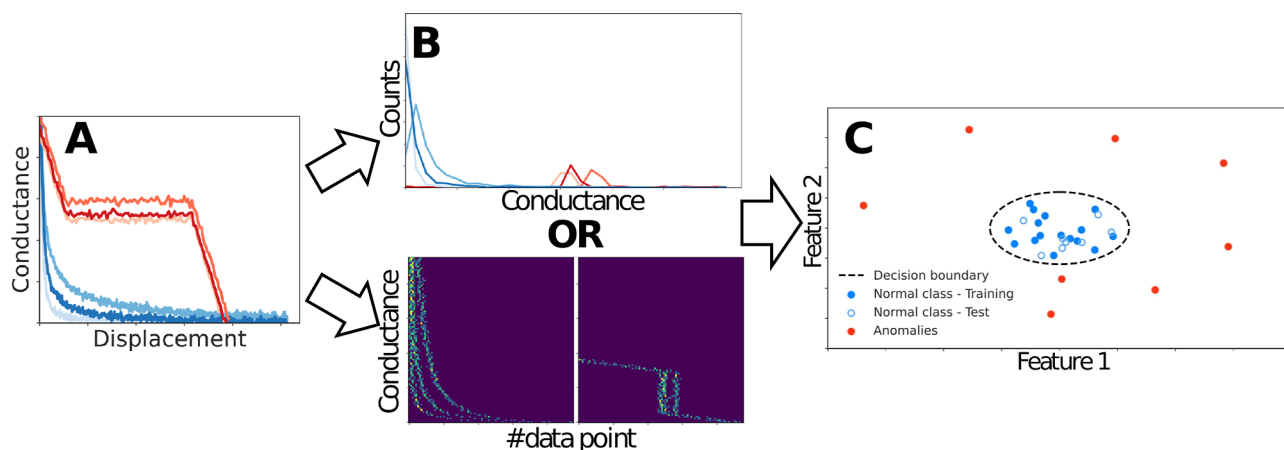 A
Conductance
Displacement
B
Counts
Conductance
OR
Conductance
#data point
C
Feature 2
Decision boundary
Normal class - Training
Normal class - Test
Anomalies
Feature 1